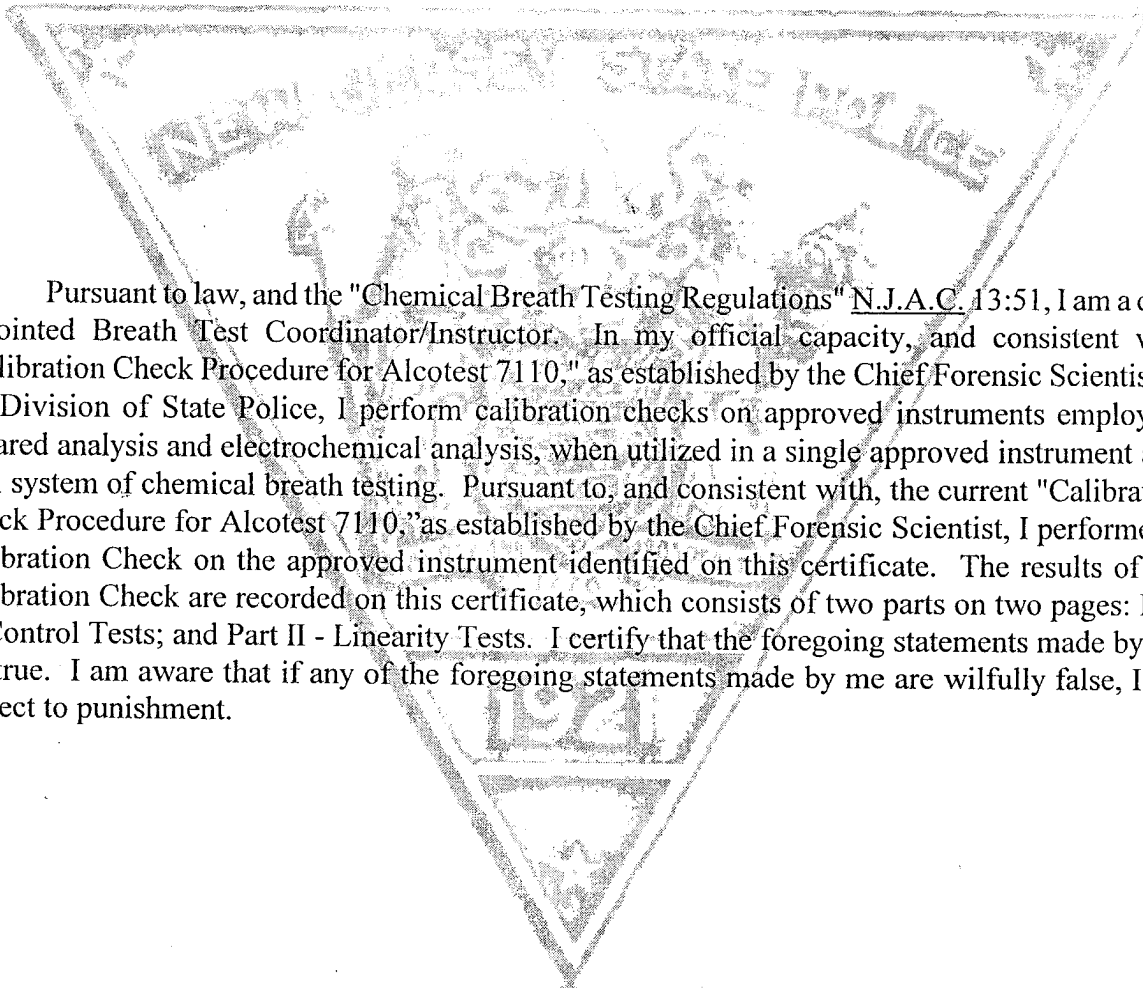 NEW JERSEY STATE POLICE
Pursuant to law, and the "Chemical Breath Testing Regulations" N.J.A.C. 13:51, I am a
ointed Breath Test Coordinator/Instructor. In my official capacity, and consistent
libration Check Procedure for Alcotest 7110," as established by the Chief Forensic Scientis
Division of State Police, I perform calibration checks on approved instruments employ
ared analysis and electrochemical analysis, when utilized in a single approved instrument
system of chemical breath testing. Pursuant to, and consistent with, the current "Calibra
ck Procedure for Alcotest 7110,”as established by the Chief Forensic Scientist, I performe
bration Check on the approved instrument identified on this certificate. The results of
bration Check are recorded on this certificate, which consists of two parts on two pages:
Control Tests; and Part II - Linearity Tests. I certify that the foregoing statements made by
true. I am aware that if any of the foregoing statements made by me are wilfully false, I
ect to punishment.
1921